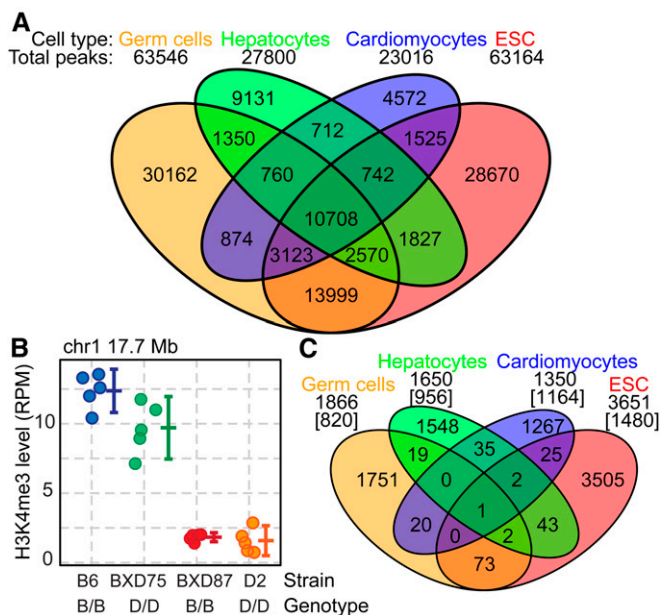 A
Cell type: Germ cells Hepatocytes Cardiomyocytes ESC
Total peaks: 63546 27800 23016 63164
9131 4572
1350 712 1525
30162 760 742 28670
10708
874 1827
3123 2570
13999
B
chr1 17.7 Mb
H3K4me3 level (RPM)
10
5
0
B6 BXD75 BXD87 D2 Strain
B/B D/D B/B D/D Genotype
C
Hepatocytes Cardiomyocytes
Germ cells 1650 1350 ESC
1866 [956] [1164] 3651
[820] [1480]
1548 1267
19 35 25
1751 0 2 3505
1
20 43
0 2
73